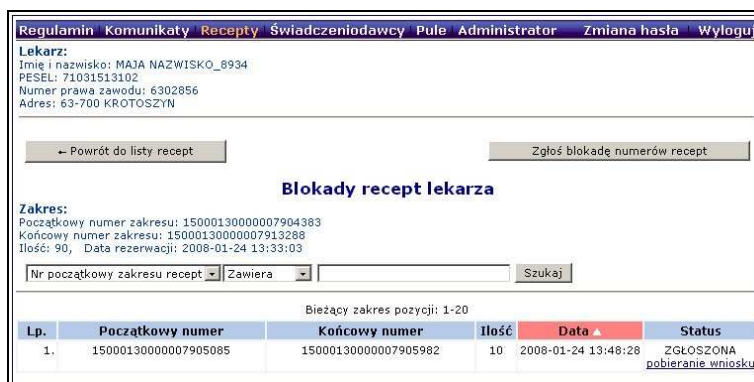 Regulamin Komunikaty Recepty Świadczeniodawcy Pule Administrator Zmiana hasła Wyloguj
Lekarz:
Imię i nazwisko: MAJA NAZWISKO_8934
PESEL: 71031513102
Numer prawa zawodu: 6302856
Adres: 63-700 KROTOSZYN
← Powrót do listy recept Zgłoś blokadę numerów recept
Blokady recept lekarza
Zakres:
Początkowy numer zakresu: 15000130000007904383
Końcowy numer zakresu: 15000130000007913288
Ilość: 90, Data rezerwacji: 2008-01-24 13:33:03
Nr początkowy zakresu recept Zawiera Szukaj
Bieżący zakres pozycji: 1-20
Lp. Początkowy numer Końcowy numer Ilość Data Status
1. 15000130000007905085 15000130000007905982 10 2008-01-24 13:48:28 ZGŁOSZONA
pobieranie wniosku